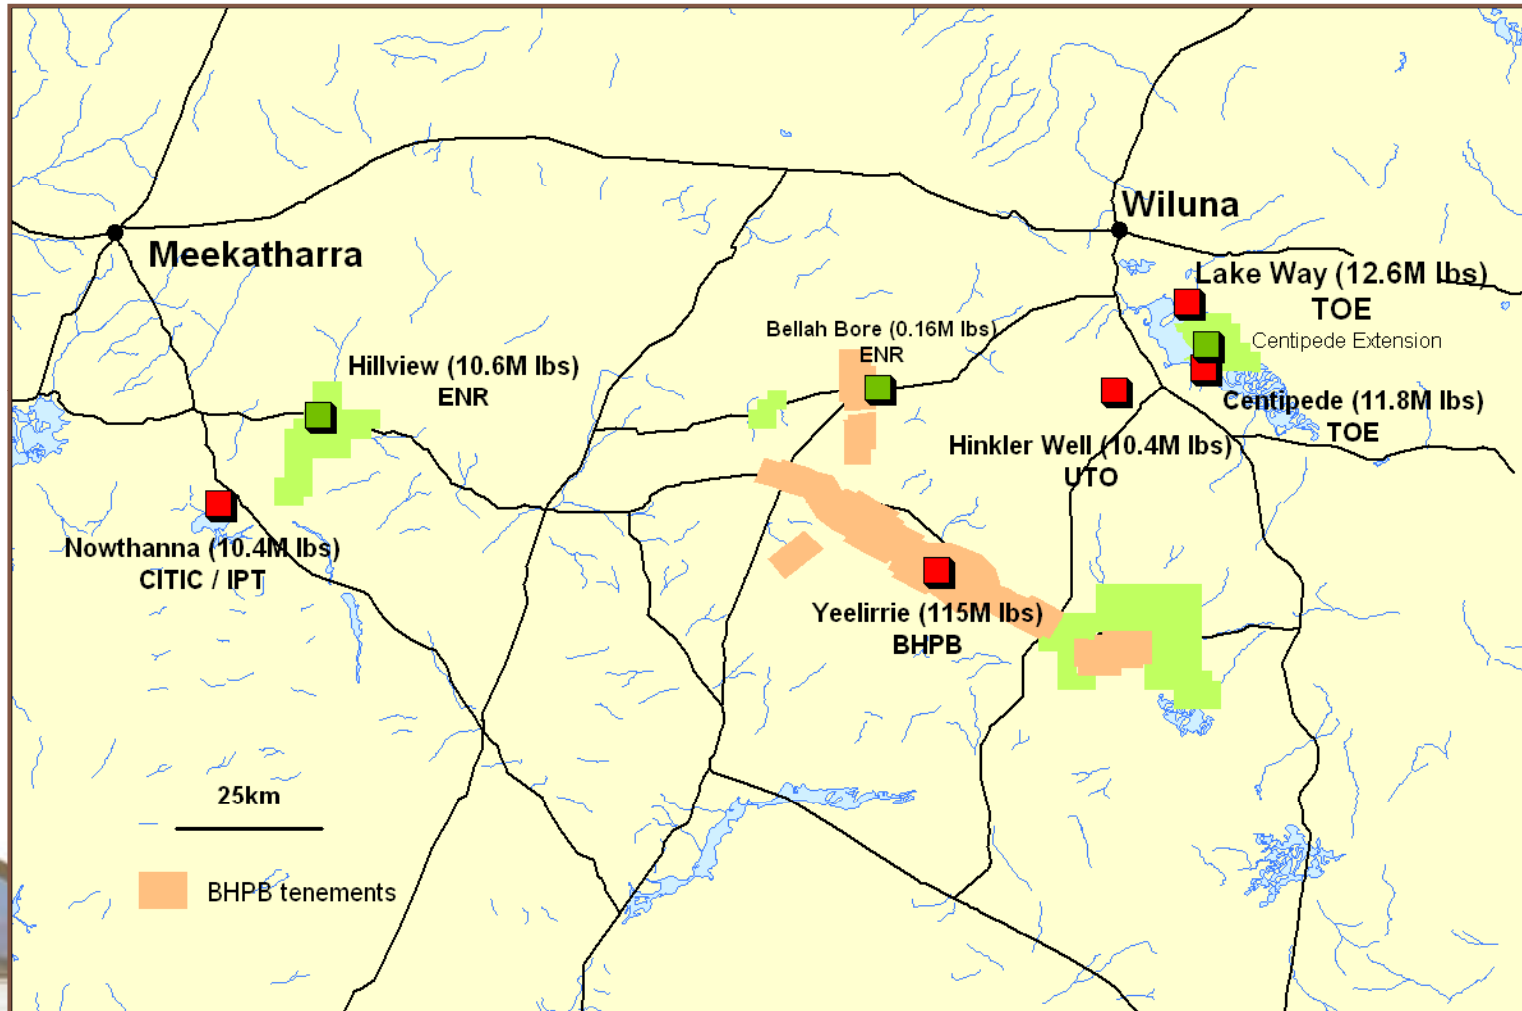 Wiluna
Meekatharra
Lake Way (12.6M lbs)
TOE
Centipede Extension
Bellah Bore (0.16M lbs)
ENR
Hillview (10.6M lbs)
ENR
Centipede (11.8M lbs)
TOE
Hinkler Well (10.4M lbs)
UTO
Nowthanna (10.4M lbs)
CITIC / IPT
Yeelirrie (115M lbs)
BHPB
25km
BHPB tenements